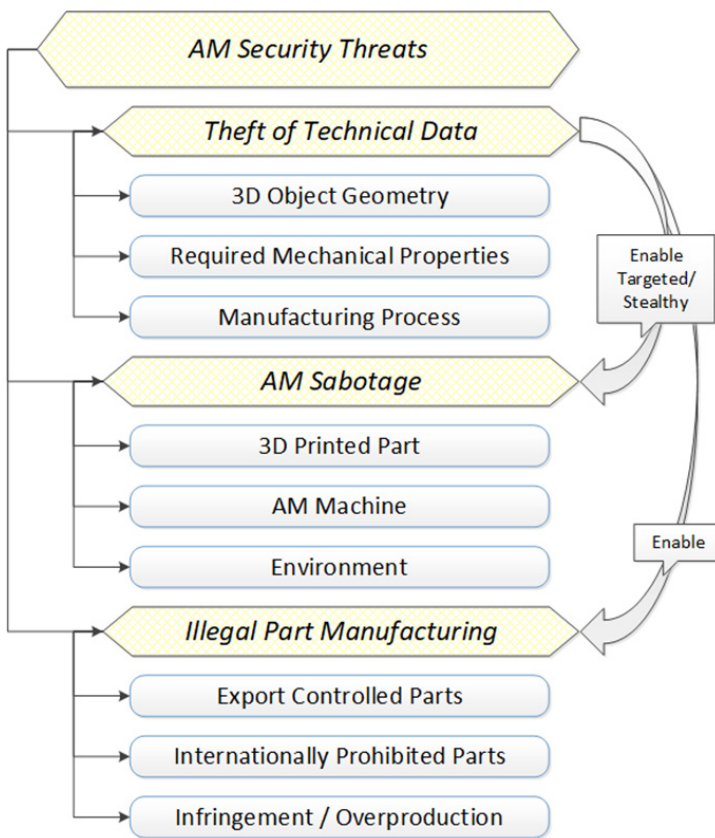 AM Security Threats
Theft of Technical Data
3D Object Geometry
Required Mechanical Properties
Manufacturing Process
Enable
Targeted/
Stealthy
AM Sabotage
3D Printed Part
AM Machine
Environment
Enable
Illegal Part Manufacturing
Export Controlled Parts
Internationally Prohibited Parts
Infringement / Overproduction